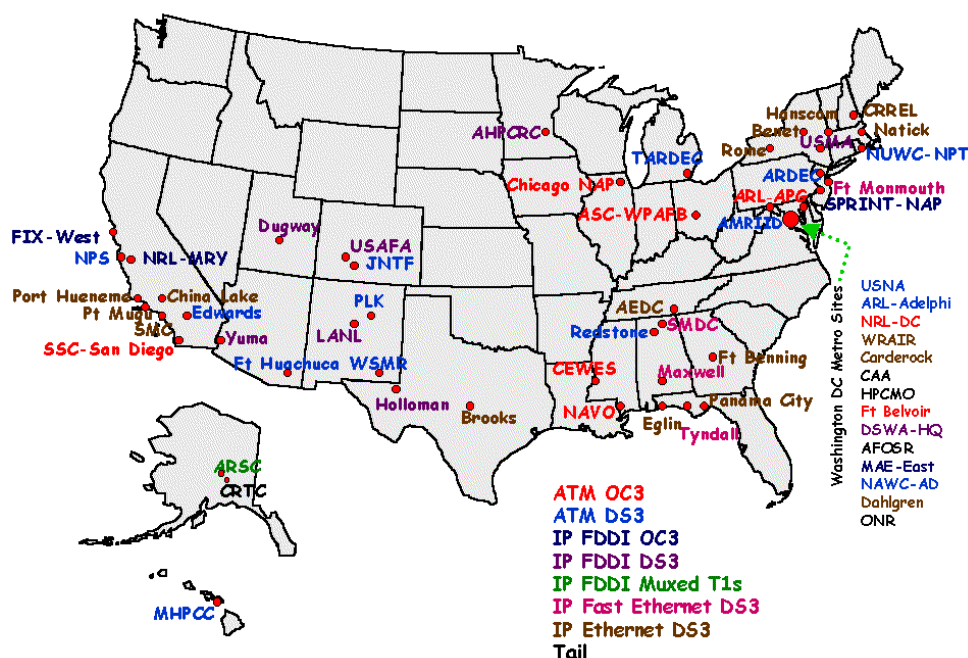 Hanscom
CRREL
Benet
Natick
AHPCRC
Rome
USMA
NUWC-NPT
TARDEC
ARDEC
Chicago NAP
Ft Monmouth
ARL-APG
SPRINT-NAP
ASC-WPAFB
AMRIID
Dugway
USAFA
JNTF
FIX-West
NPS
NRL-MRY
Port Hueneme
China Lake
Pt Mugu
Edwards
SMC
SSC-San Diego
Yuma
PLK
LANL
Ft Huachuca
WSMR
Holloman
Brooks
AEDC
SMDC
Redstone
CEWES
Maxwell
Ft Benning
NAVO
Eglin
Panama City
Tyndall
ARSC
CRTC
MHPCC
Washington DC Metro Sites
USNA
ARL-Adelphi
NRL-DC
WRAIR
Carderock
CAA
HPCMO
Ft Belvoir
DSWA-HQ
AFOSR
MAE-East
NAWC-AD
Dahlgren
ONR
ATM OC3
ATM DS3
IP FDDI OC3
IP FDDI DS3
IP FDDI Muxed T1s
IP Fast Ethernet DS3
IP Ethernet DS3
Tail